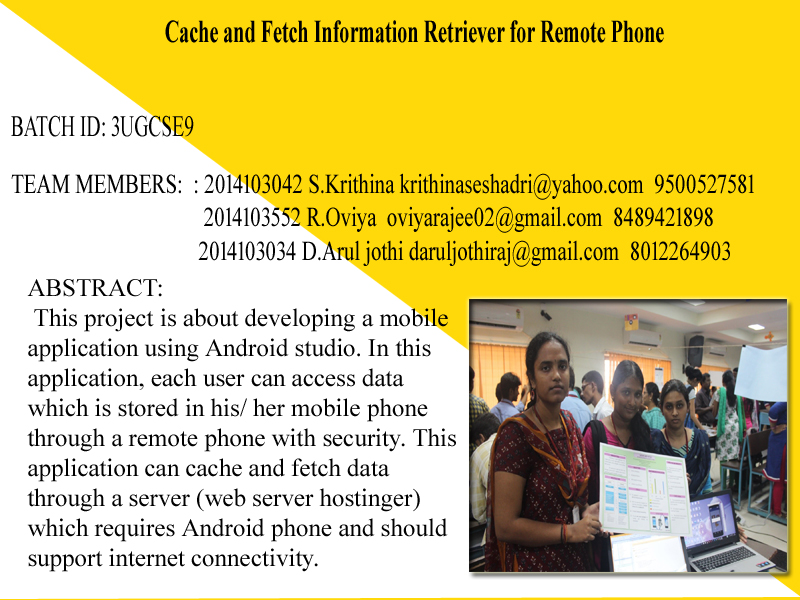 Cache and Fetch Information Retriever for Remote Phone
BATCH ID: 3UGCSE9
TEAM MEMBERS:  : 2014103042 S.Krithina krithinaseshadri@yahoo.com  9500527581
2014103552 R.Oviya  oviyarajee02@gmail.com  8489421898
2014103034 D.Arul jothi daruljothiraj@gmail.com  8012264903
ABSTRACT:
This project is about developing a mobile
application using Android studio. In this
application, each user can access data
which is stored in his/ her mobile phone
through a remote phone with security. This
application can cache and fetch data
through a server (web server hostinger)
which requires Android phone and should
support internet connectivity.